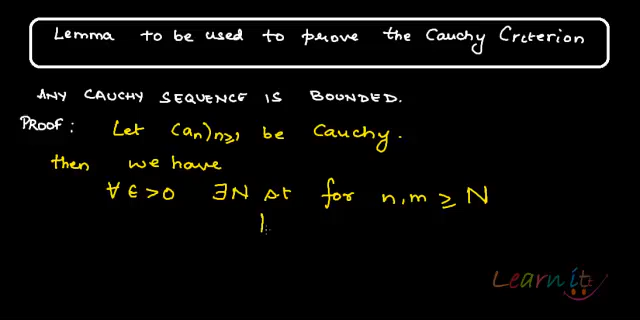 Lemma to be used to prove the Cauchy Criterion
ANY CAUCHY SEQUENCE IS BOUNDED.
PROOF: Let (an)n≥1 be Cauchy.
then we have
∀ ε > 0 ∃N st for n, m ≥ N
|
Learnit